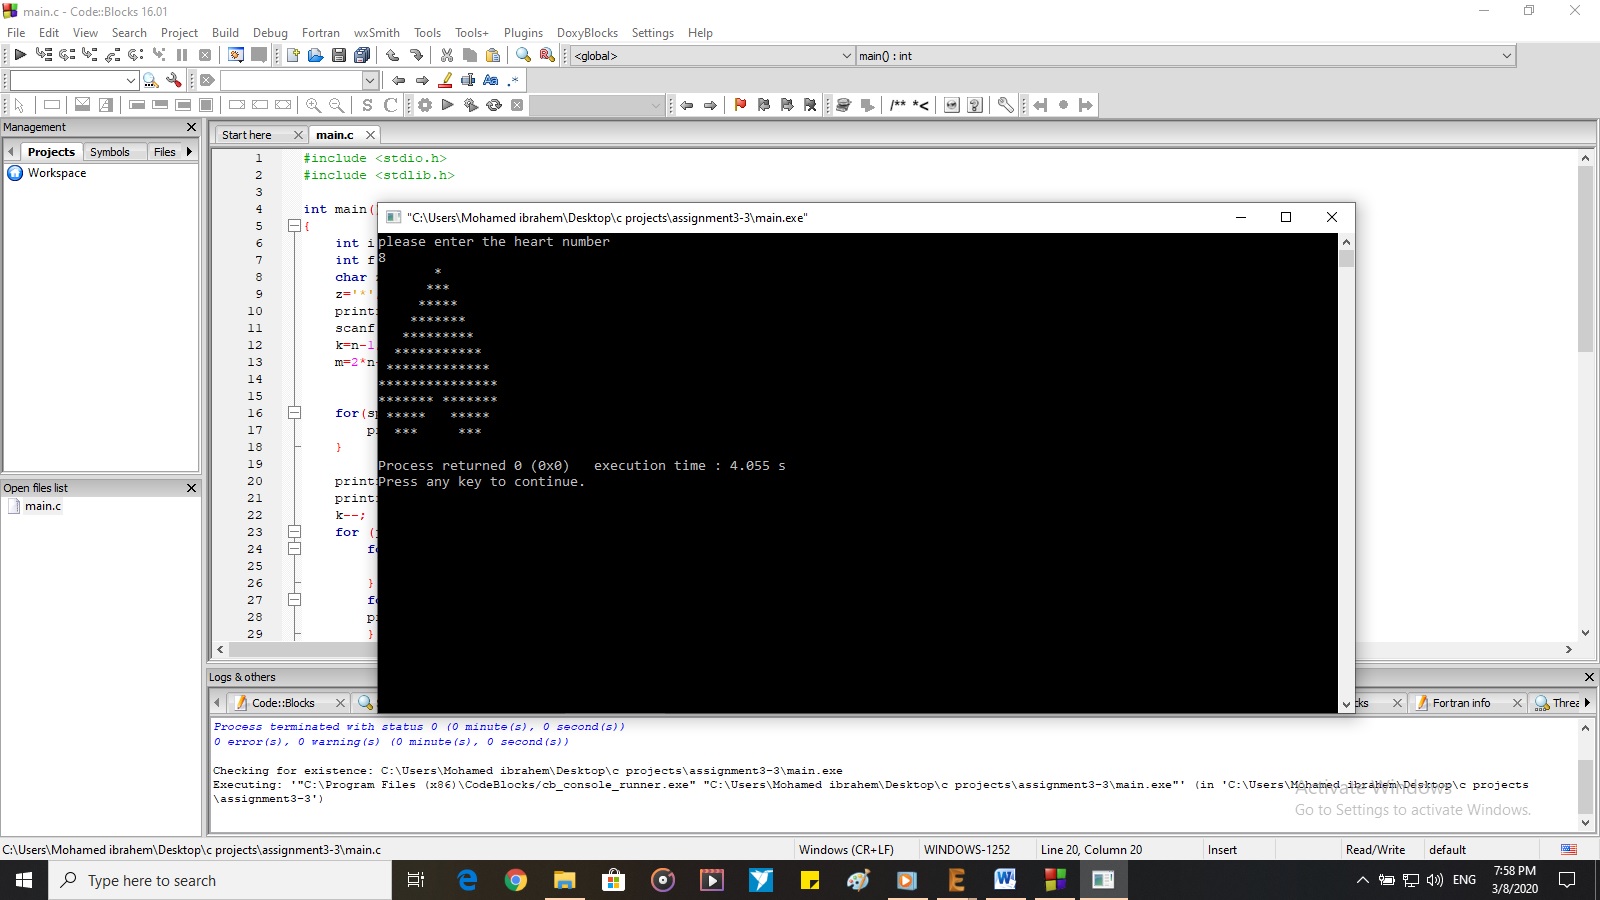 main.c - Code::Blocks 16.01
File Edit View Search Project Build Debug Fortran wxSmith Tools Tools+ Plugins DoxyBlocks Settings Help
<global> main() : int
Management
Projects Symbols Files
Workspace
Open files list
main.c
Start here main.c
1 #include <stdio.h>
2 #include <stdlib.h>
3
4 int main(
5 {
6 int i
7 int f
8 char
9 z='*'
10 print
11 scanf
12 k=n-1
13 m=2*n
14
15
16 for(s
17 p
18 }
19
20 print
21 print
22 k--;
23 for (
24 f
25
26 }
27 f
28 p
29 }
"C:\Users\Mohamed ibrahem\Desktop\c projects\assignment3-3\main.exe"
please enter the heart number
8
       *
      ***
     *****
    *******
   *********
  ***********
 *************
***************
******* *******
 *****   *****
  ***     ***
Process returned 0 (0x0)   execution time : 4.055 s
Press any key to continue.
Logs & others
Code::Blocks cks Fortran info Threa
Process terminated with status 0 (0 minute(s), 0 second(s))
0 error(s), 0 warning(s) (0 minute(s), 0 second(s))
Checking for existence: C:\Users\Mohamed ibrahem\Desktop\c projects\assignment3-3\main.exe
Executing: '"C:\Program Files (x86)\CodeBlocks/cb_console_runner.exe" "C:\Users\Mohamed ibrahem\Desktop\c projects\assignment3-3\main.exe"' (in 'C:\Users\Mohamed ibrahem\Desktop\c projects
\assignment3-3')
Activate Windows
Go to Settings to activate Windows.
C:\Users\Mohamed ibrahem\Desktop\c projects\assignment3-3\main.c Windows (CR+LF) WINDOWS-1252 Line 20, Column 20 Insert Read/Write default
Type here to search
ENG
7:58 PM
3/8/2020